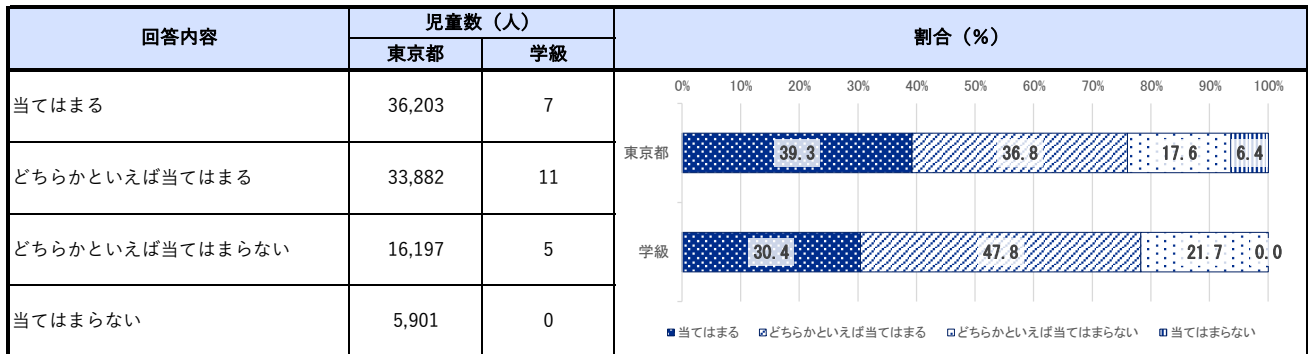 回答内容 児童数（人） 割合（％）
東京都 学級
当てはまる 36,203 7
どちらかといえば当てはまる 33,882 11
どちらかといえば当てはまらない 16,197 5
当てはまらない 5,901 0
0% 10% 20% 30% 40% 50% 60% 70% 80% 90% 100%
東京都 39.3 36.8 17.6 6.4
学級 30.4 47.8 21.7 0.0
当てはまる どちらかといえば当てはまる どちらかといえば当てはまらない 当てはまらない